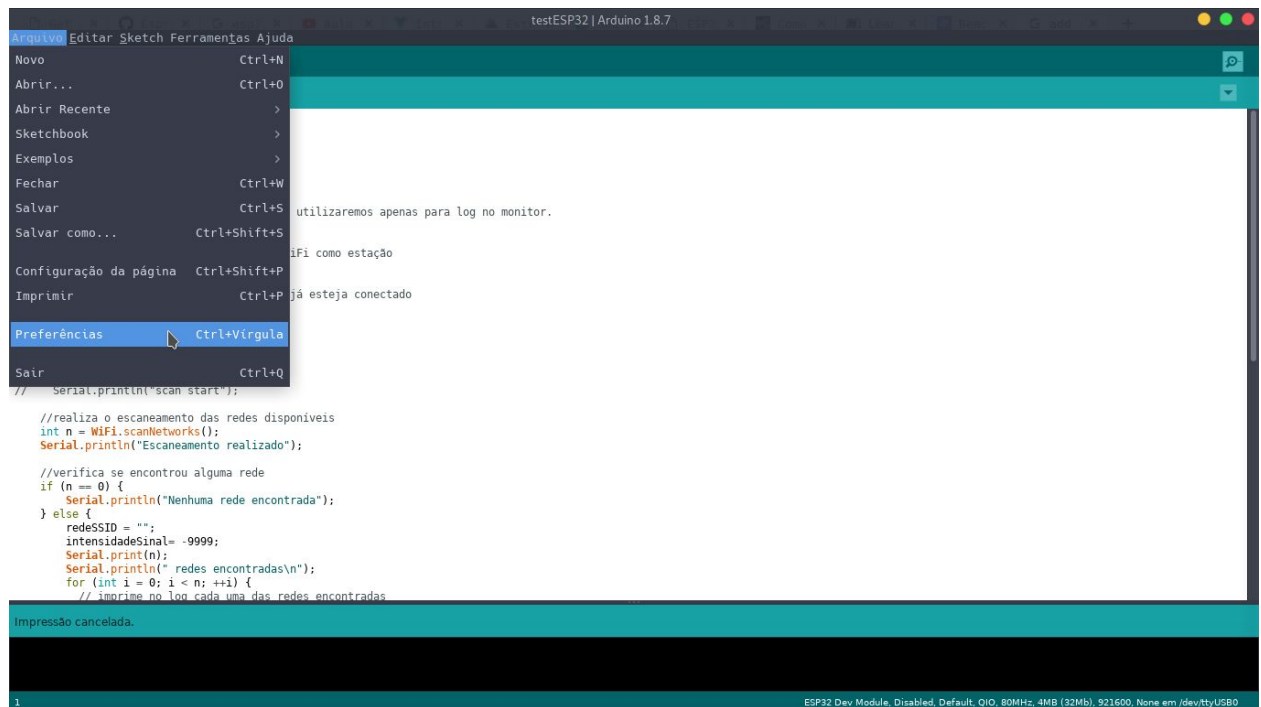 testESP32 | Arduino 1.8.7
Arquivo Editar Sketch Ferramentas Ajuda
Novo Ctrl+N
Abrir... Ctrl+O
Abrir Recente >
Sketchbook >
Exemplos >
Fechar Ctrl+W
Salvar Ctrl+S
utilizaremos apenas para log no monitor.
Salvar como... Ctrl+Shift+S
iFi como estação
Configuração da página Ctrl+Shift+P
Imprimir Ctrl+P
já esteja conectado
Preferências Ctrl+Vírgula
Sair Ctrl+Q
// Serial.println("scan start");
//realiza o escaneamento das redes disponíveis
int n = WiFi.scanNetworks();
Serial.println("Escaneamento realizado");
//verifica se encontrou alguma rede
if (n == 0) {
Serial.println("Nenhuma rede encontrada");
} else {
redeSSID = "";
intensidadeSinal= -9999;
Serial.print(n);
Serial.println(" redes encontradas\n");
for (int i = 0; i < n; ++i) {
// imprime no log cada uma das redes encontradas
Impressão cancelada.
1 ESP32 Dev Module, Disabled, Default, QIO, 80MHz, 4MB (32Mb), 921600, None em /dev/ttyUSB0